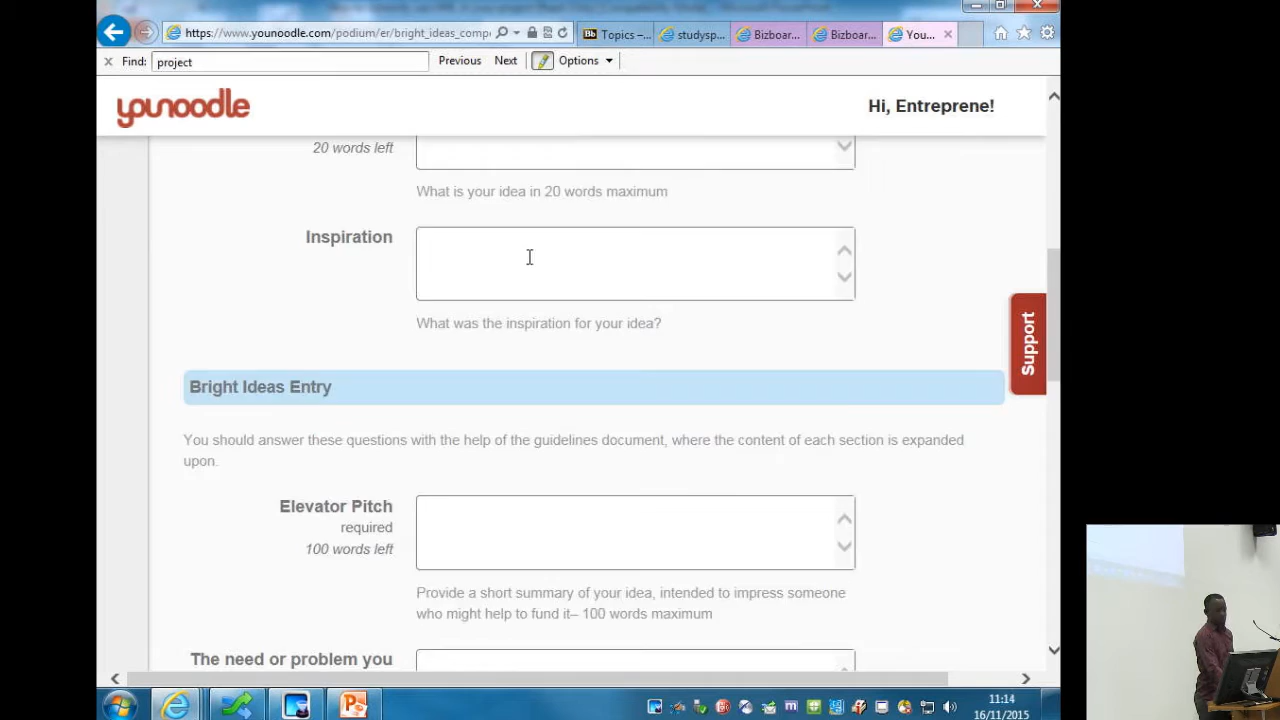 https://www.younoodle.com/podium/er/bright_ideas_comp
Bb Topics –...
studysp...
Bizboar...
Bizboar...
You...
Find: project Previous Next Options
younoodle
Hi, Entreprene!
20 words left
What is your idea in 20 words maximum
Inspiration
What was the inspiration for your idea?
Support
Bright Ideas Entry
You should answer these questions with the help of the guidelines document, where the content of each section is expanded
upon.
Elevator Pitch
required
100 words left
Provide a short summary of your idea, intended to impress someone
who might help to fund it– 100 words maximum
The need or problem you
11:14
16/11/2015